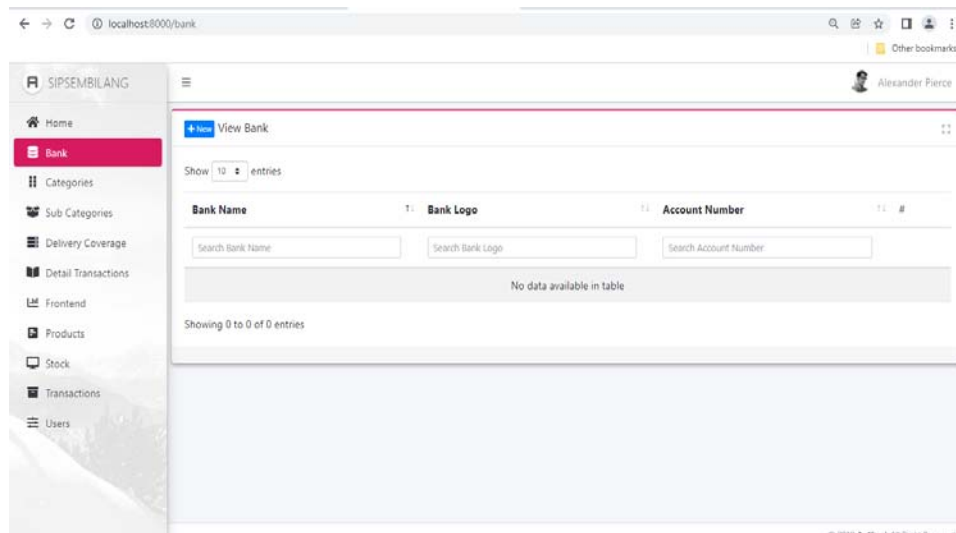 localhost:8000/bank
Other bookmarks
SIPSEMBILANG
Alexander Pierce
Home
Bank
Categories
Sub Categories
Delivery Coverage
Detail Transactions
Frontend
Products
Stock
Transactions
Users
+ New View Bank
Show 10 entries
Bank Name Bank Logo Account Number #
Search Bank Name Search Bank Logo Search Account Number
No data available in table
Showing 0 to 0 of 0 entries